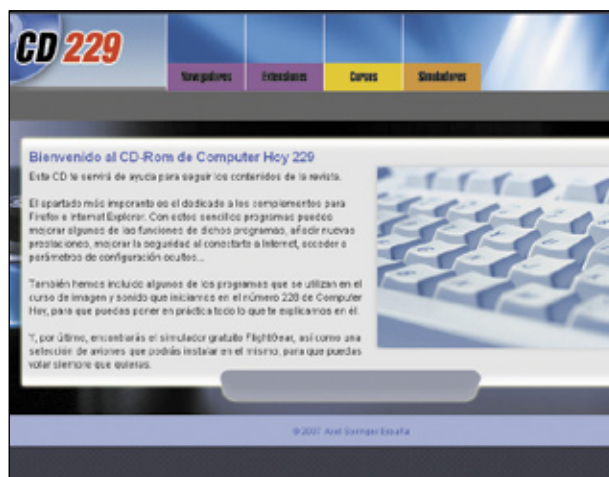 CD 229
Navegadores Extensiones Cursos Simuladores
Bienvenido al CD-Rom de Computer Hoy 229
Este CD te servirá de ayuda para seguir los contenidos de la revista.
El apartado más importante es el dedicado a los complementos para
Firefox e Internet Explorer. Con estos sencillos programas puedes
mejorar algunas de las funciones de dichos programas, añadir nuevas
prestaciones, mejorar la seguridad al conectarte a Internet, acceder a
parámetros de configuración ocultos...
También hemos incluido algunos de los programas que se utilizan en el
curso de imagen y sonido que iniciamos en el número 228 de Computer
Hoy, para que puedas poner en práctica todo lo que te explicamos en él.
Y, por último, encontrarás el simulador gratuito FlightGear, así como una
selección de aviones que podrás instalar en el mismo, para que puedas
volar siempre que quieras.
© 2007 Axel Springer España